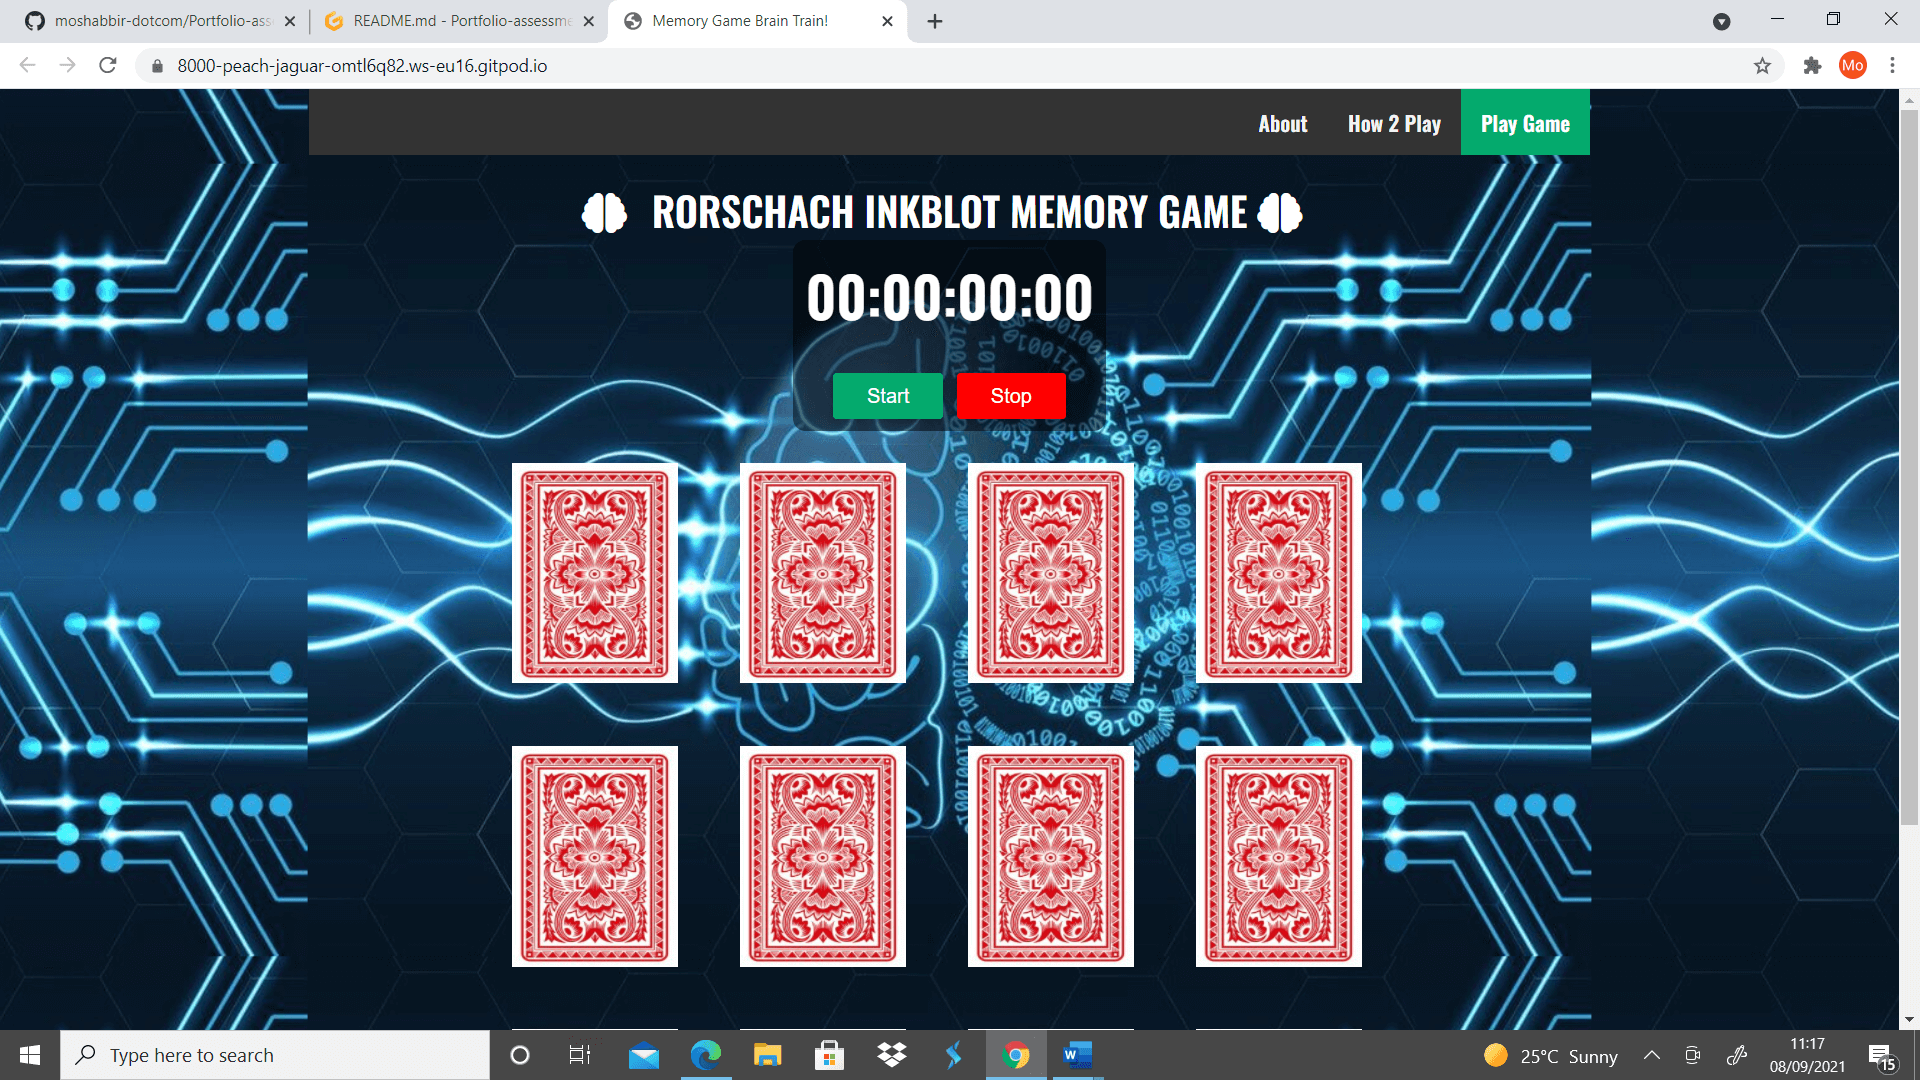 moshabbir-dotcom/Portfolio-ass
README.md - Portfolio-assessme
Memory Game Brain Train!
8000-peach-jaguar-omtl6q82.ws-eu16.gitpod.io
Mo
About
How 2 Play
Play Game
RORSCHACH INKBLOT MEMORY GAME
00:00:00:00
Start
Stop
Type here to search
25°C Sunny
11:17
08/09/2021
15